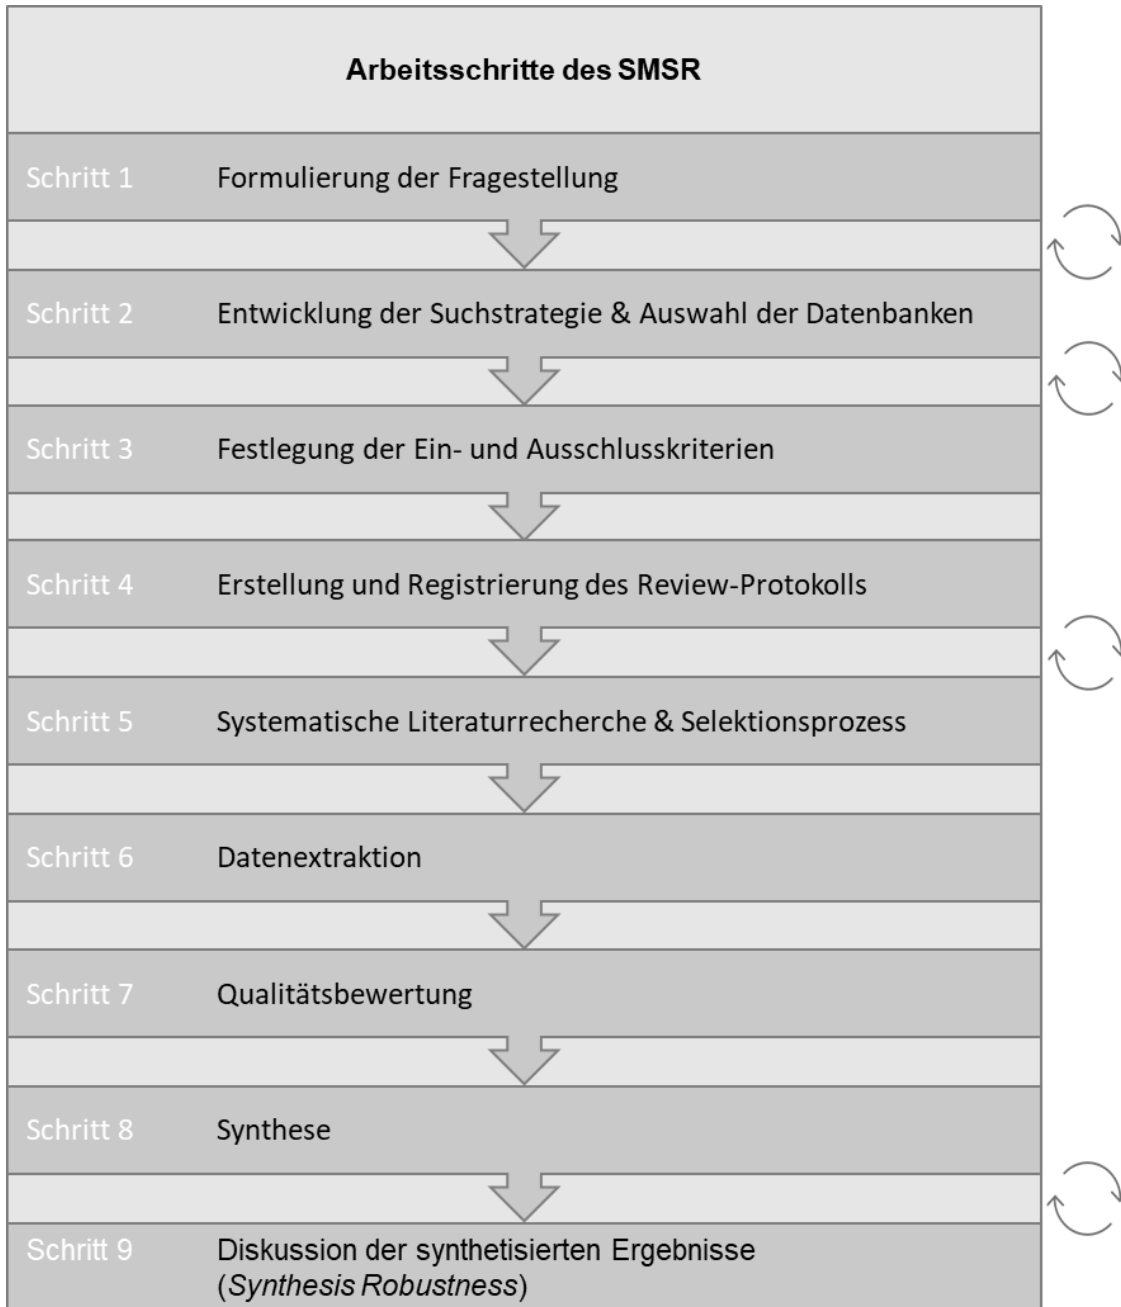 Arbeitsschritte des SMSR
Schritt 1 Formulierung der Fragestellung
Schritt 2 Entwicklung der Suchstrategie & Auswahl der Datenbanken
Schritt 3 Festlegung der Ein- und Ausschlusskriterien
Schritt 4 Erstellung und Registrierung des Review-Protokolls
Schritt 5 Systematische Literaturrecherche & Selektionsprozess
Schritt 6 Datenextraktion
Schritt 7 Qualitätsbewertung
Schritt 8 Synthese
Schritt 9 Diskussion der synthetisierten Ergebnisse
(Synthesis Robustness)